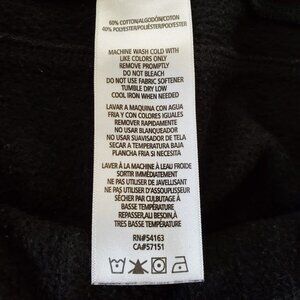 60% COTTON/ALGODÓN/COTON
40% POLYESTER/POLIÉSTER/POLYESTER
MACHINE WASH COLD WITH
LIKE COLORS ONLY
REMOVE PROMPTLY
DO NOT BLEACH
DO NOT USE FABRIC SOFTENER
TUMBLE DRY LOW
COOL IRON WHEN NEEDED
LAVAR A MAQUINA CON AGUA
FRIA Y CON COLORES IGUALES
REMOVER RAPIDAMENTE
NO USAR BLANQUEADOR
NO USAR SUAVISADOR DE TELA
SECAR A TEMPERATURA BAJA
PLANCHA FRIA SI NECESITA
LAVER À LA MACHINE À L'EAU FROIDE
SORTIR IMMÉDIATEMENT
NE PAS UTILISER DE JAVELLISANT
NE PAS UTILISER D'ASSOUPLISSEUR
SÉCHER PAR CULBUTAGE À
BASSE TEMPÉRATURE
REPASSER,AU BESOIN,À
TRES BASSE TEMPÉRATURE
RN#54163
CA#57151